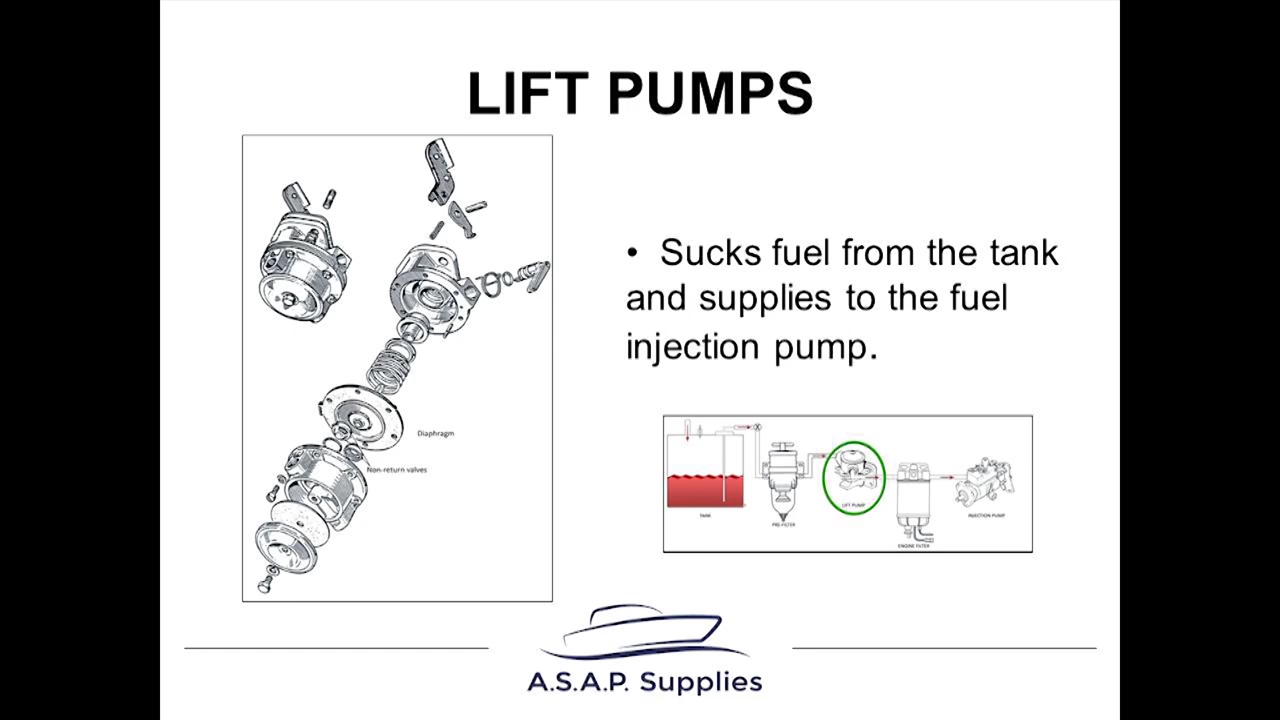 LIFT PUMPS
Diaphragm
Non-return valves
• Sucks fuel from the tank
and supplies to the fuel
injection pump.
TANK
PRE-FILTER
LIFT PUMP
ENGINE FILTER
INJECTION PUMP
A.S.A.P. Supplies